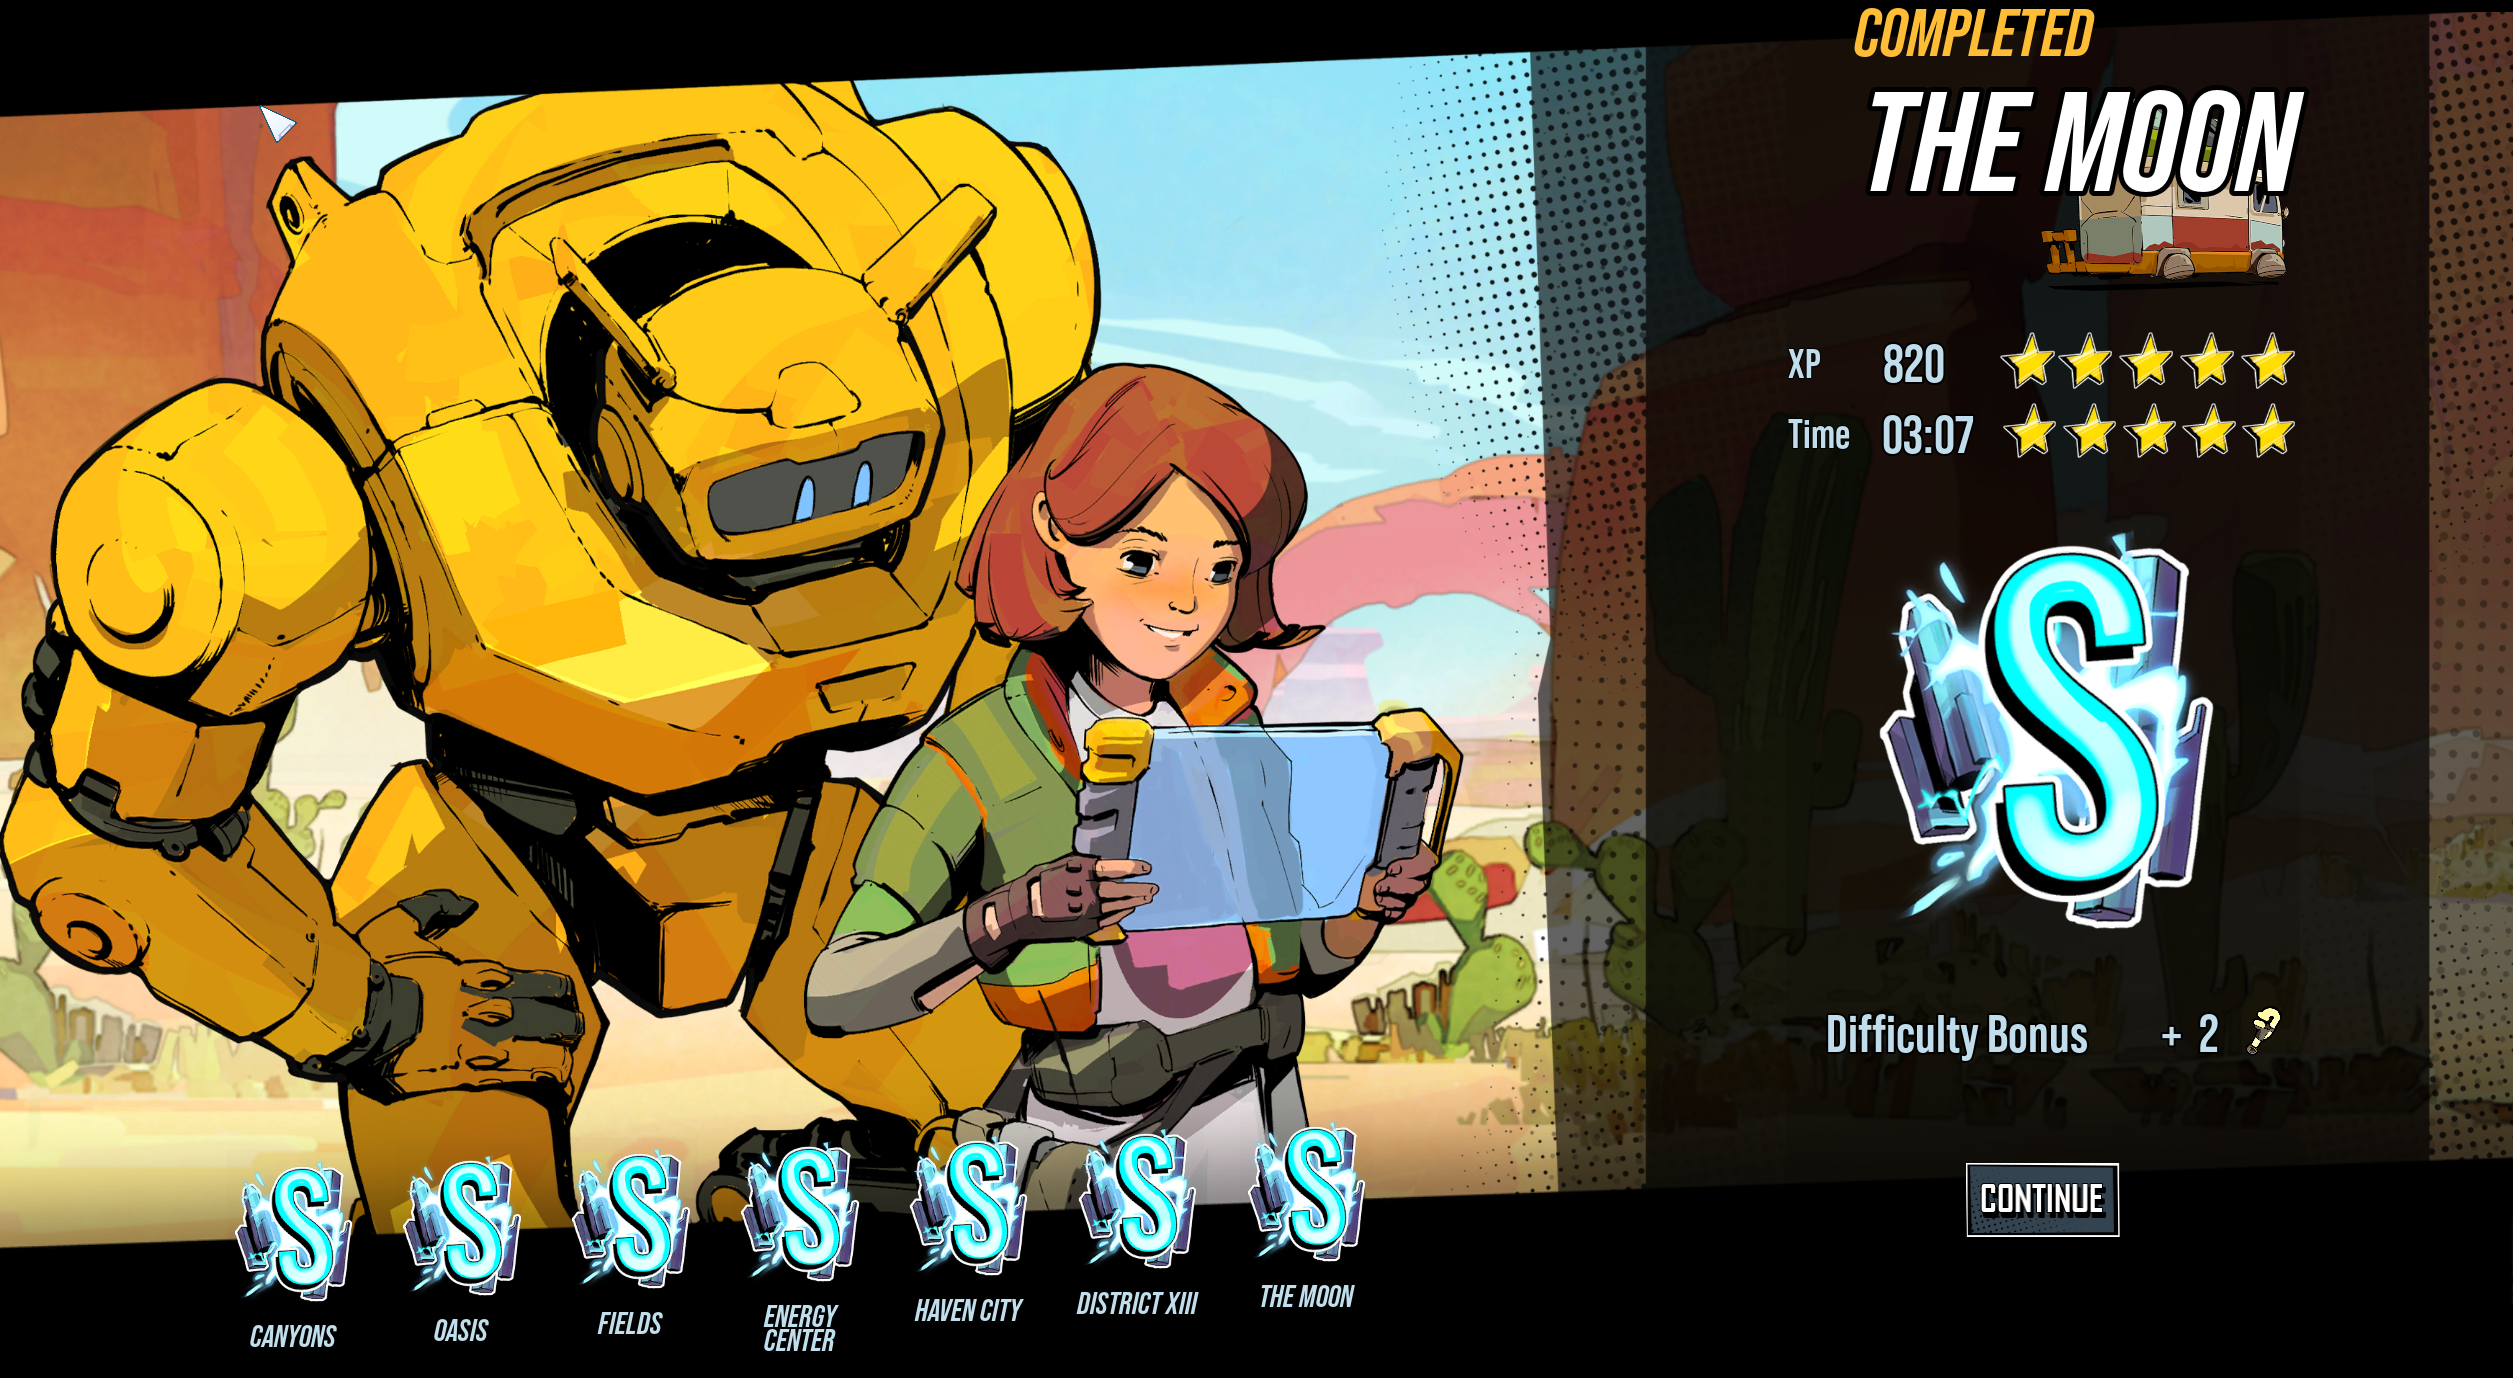 COMPLETED
THE MOON
XP 820
Time 03:07
S
Difficulty Bonus + 2
CONTINUE
S S S S S S S
CANYONS OASIS FIELDS ENERGY CENTER HAVEN CITY DISTRICT XIII THE MOON